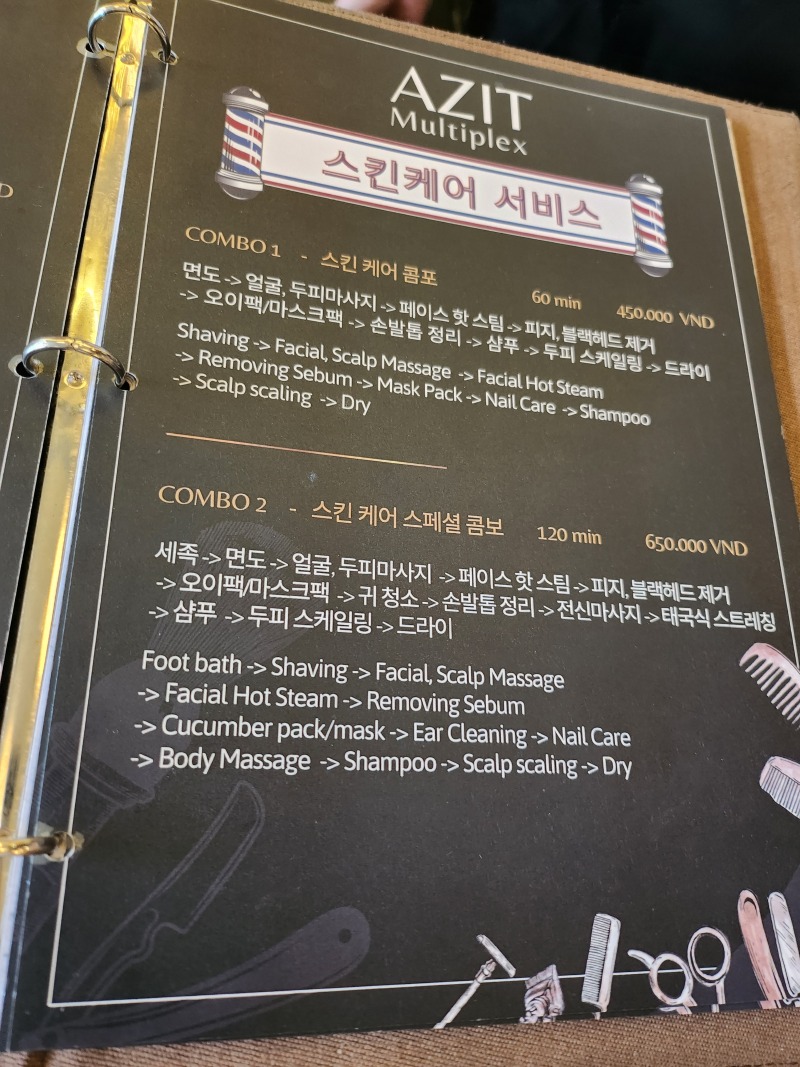 AZIT
Multiplex
스킨케어 서비스
COMBO 1 - 스킨 케어 콤포 60 min 450.000 VND
면도 -> 얼굴, 두피마사지 -> 페이스 핫 스팀 -> 피지, 블랙헤드 제거
-> 오이팩/마스크팩 -> 손발톱 정리 -> 샴푸 -> 두피 스케일링 -> 드라이
Shaving -> Facial, Scalp Massage -> Facial Hot Steam
-> Removing Sebum -> Mask Pack -> Nail Care -> Shampoo
-> Scalp scaling -> Dry
COMBO 2 - 스킨 케어 스페셜 콤보 120 min 650.000 VND
세족 -> 면도 -> 얼굴, 두피마사지 -> 페이스 핫 스팀 -> 피지, 블랙헤드 제거
-> 오이팩/마스크팩 -> 귀 청소 -> 손발톱 정리 -> 전신마사지 -> 태국식 스트레칭
-> 샴푸 -> 두피 스케일링 -> 드라이
Foot bath -> Shaving -> Facial, Scalp Massage
-> Facial Hot Steam -> Removing Sebum
-> Cucumber pack/mask -> Ear Cleaning -> Nail Care
-> Body Massage -> Shampoo -> Scalp scaling -> Dry